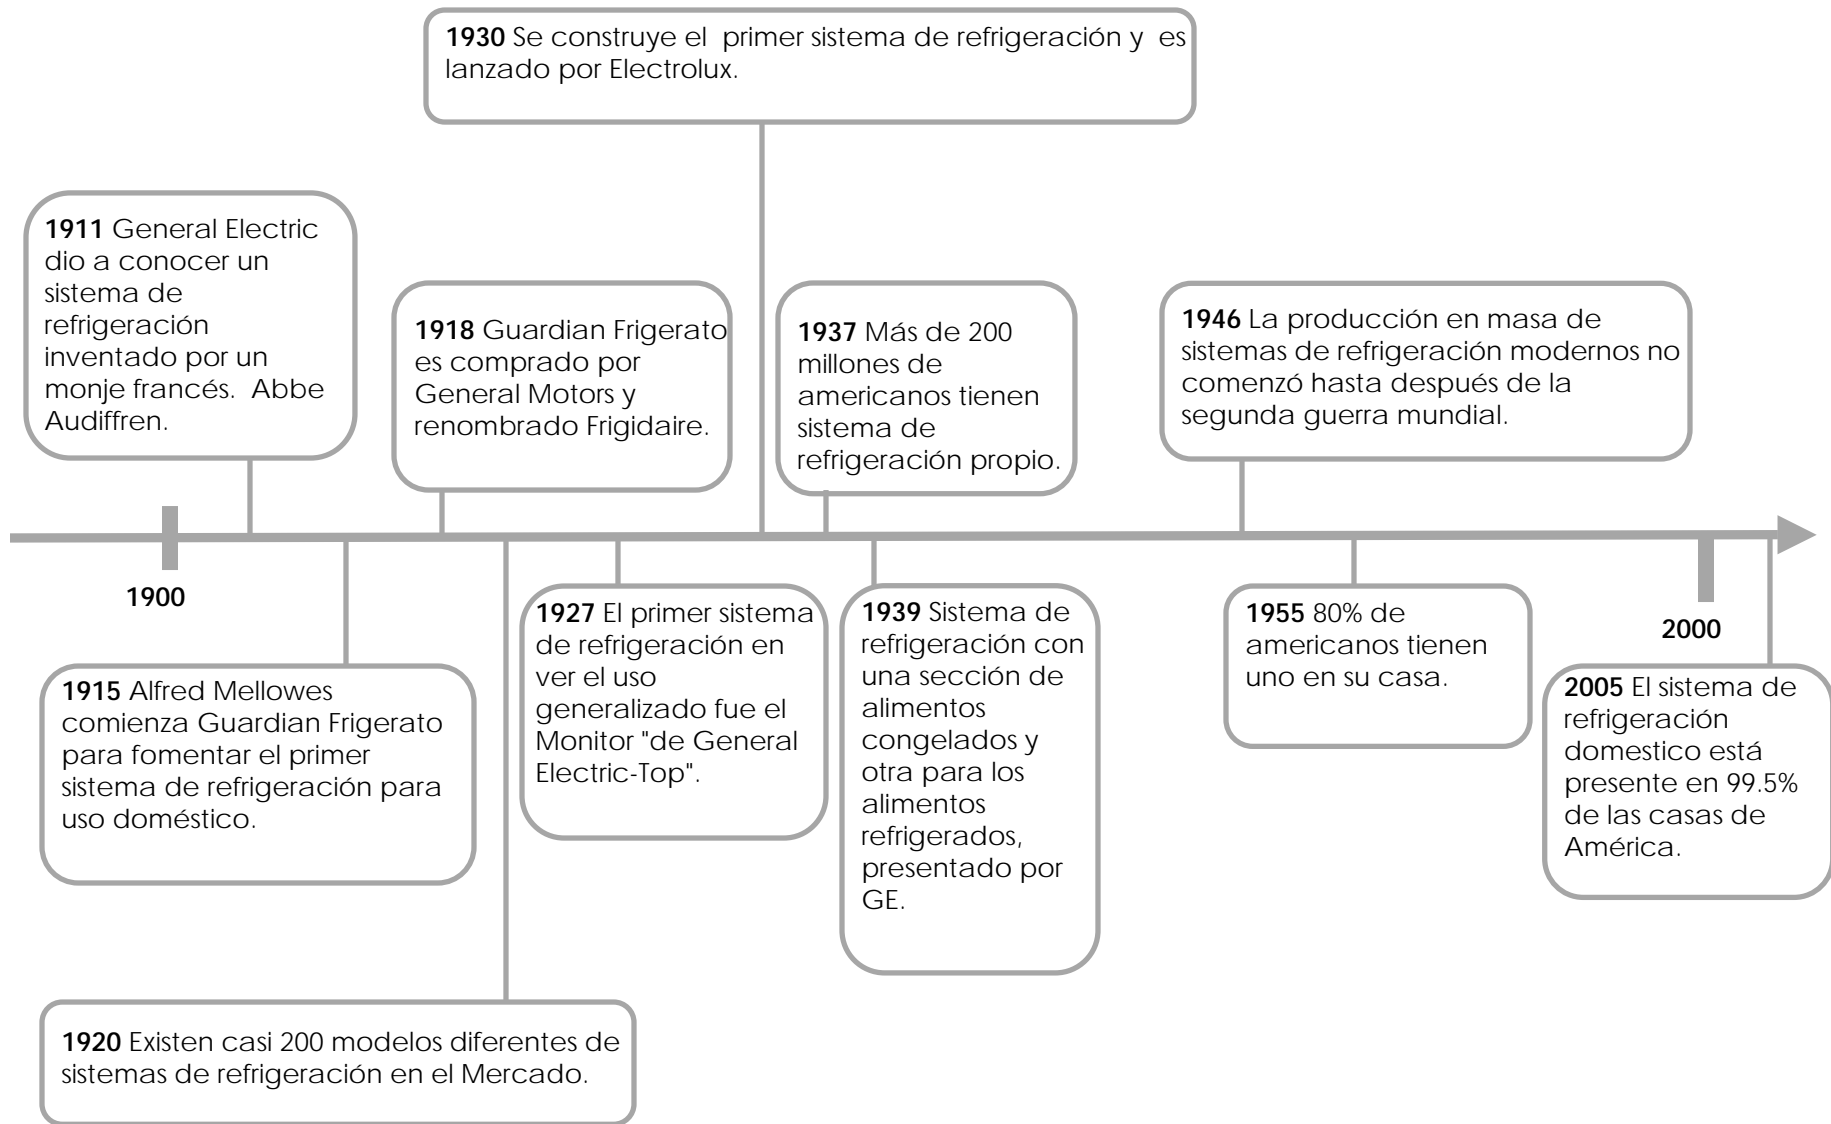 1930 Se construye el  primer sistema de refrigeración y  es
lanzado por Electrolux.
1911 General Electric
dio a conocer un
sistema de
refrigeración
inventado por un
monje francés.  Abbe
Audiffren.
1918 Guardian Frigerato
es comprado por
General Motors y
renombrado Frigidaire.
1937 Más de 200
millones de
americanos tienen
sistema de
refrigeración propio.
1946 La producción en masa de
sistemas de refrigeración modernos no
comenzó hasta después de la
segunda guerra mundial.
1900
2000
1915 Alfred Mellowes
comienza Guardian Frigerato
para fomentar el primer
sistema de refrigeración para
uso doméstico.
1927 El primer sistema
de refrigeración en
ver el uso
generalizado fue el
Monitor "de General
Electric-Top".
1939 Sistema de
refrigeración con
una sección de
alimentos
congelados y
otra para los
alimentos
refrigerados,
presentado por
GE.
1955 80% de
americanos tienen
uno en su casa.
2005 El sistema de
refrigeración
domestico está
presente en 99.5%
de las casas de
América.
1920 Existen casi 200 modelos diferentes de
sistemas de refrigeración en el Mercado.